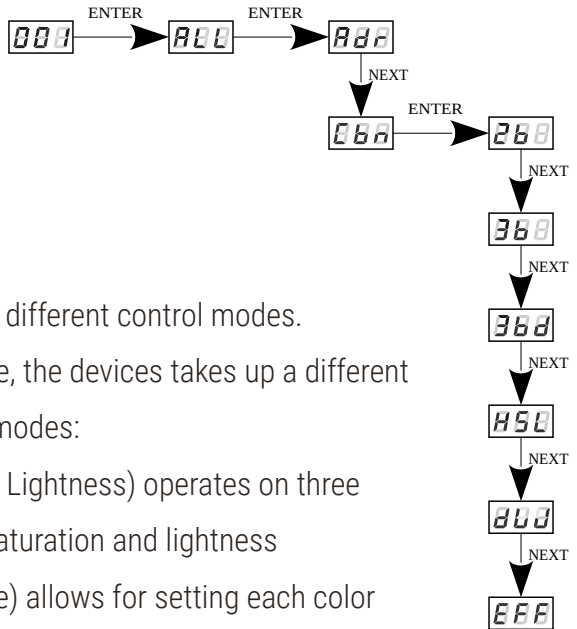 ENTER ENTER
001 ALL Adr
NEXT
ENTER
Cbn 2b
NEXT
3b
NEXT
different control modes. 3bd
e, the devices takes up a different NEXT
modes: HSL
Lightness) operates on three NEXT
aturation and lightness dUJ
NEXT
e) allows for setting each color EFF